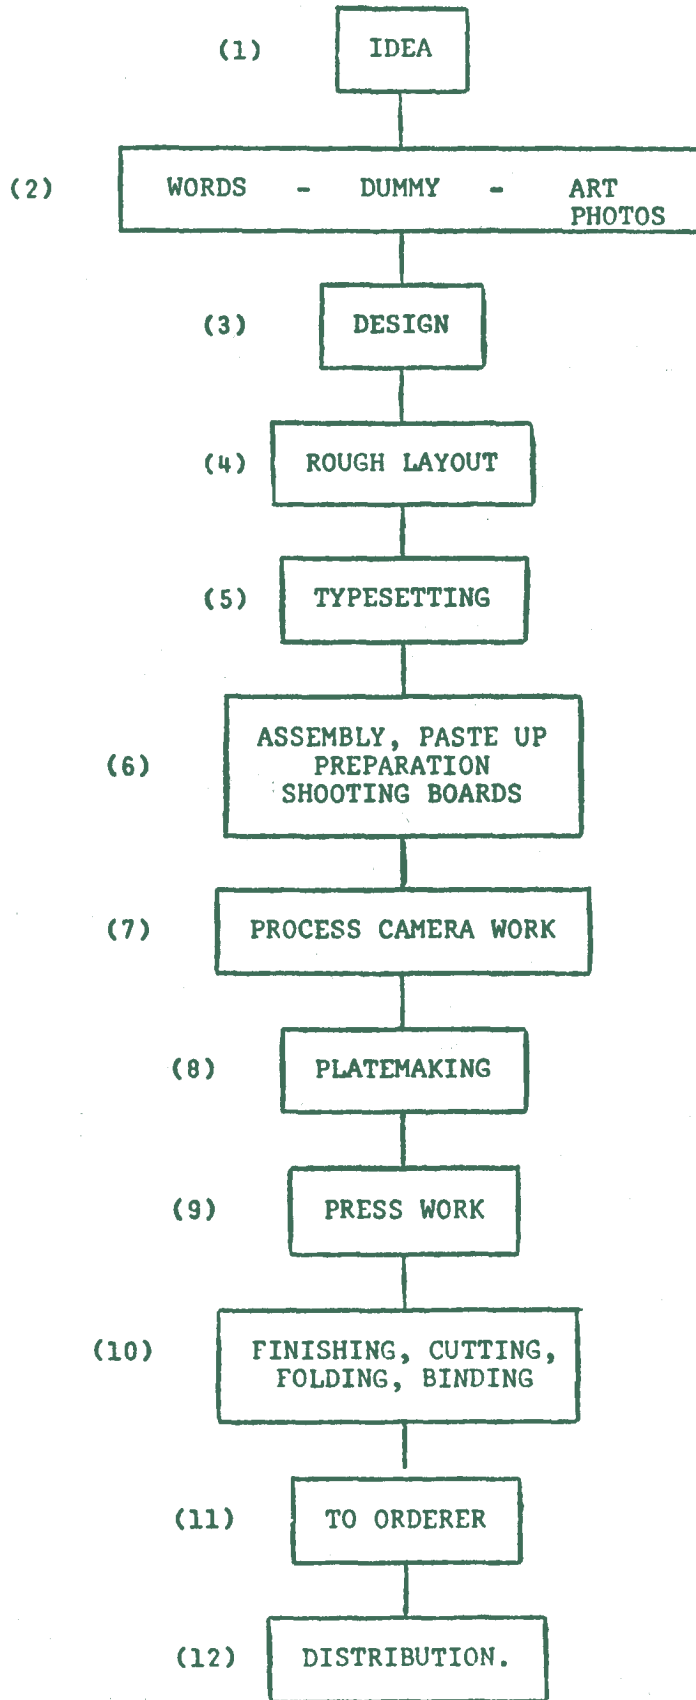 (1) IDEA
(2) WORDS - DUMMY - ART
PHOTOS
(3) DESIGN
(4) ROUGH LAYOUT
(5) TYPESETTING
ASSEMBLY, PASTE UP
(6) PREPARATION
SHOOTING BOARDS
(7) PROCESS CAMERA WORK
(8) PLATEMAKING
(9) PRESS WORK
(10) FINISHING, CUTTING,
FOLDING, BINDING
(11) TO ORDERER
(12) DISTRIBUTION.